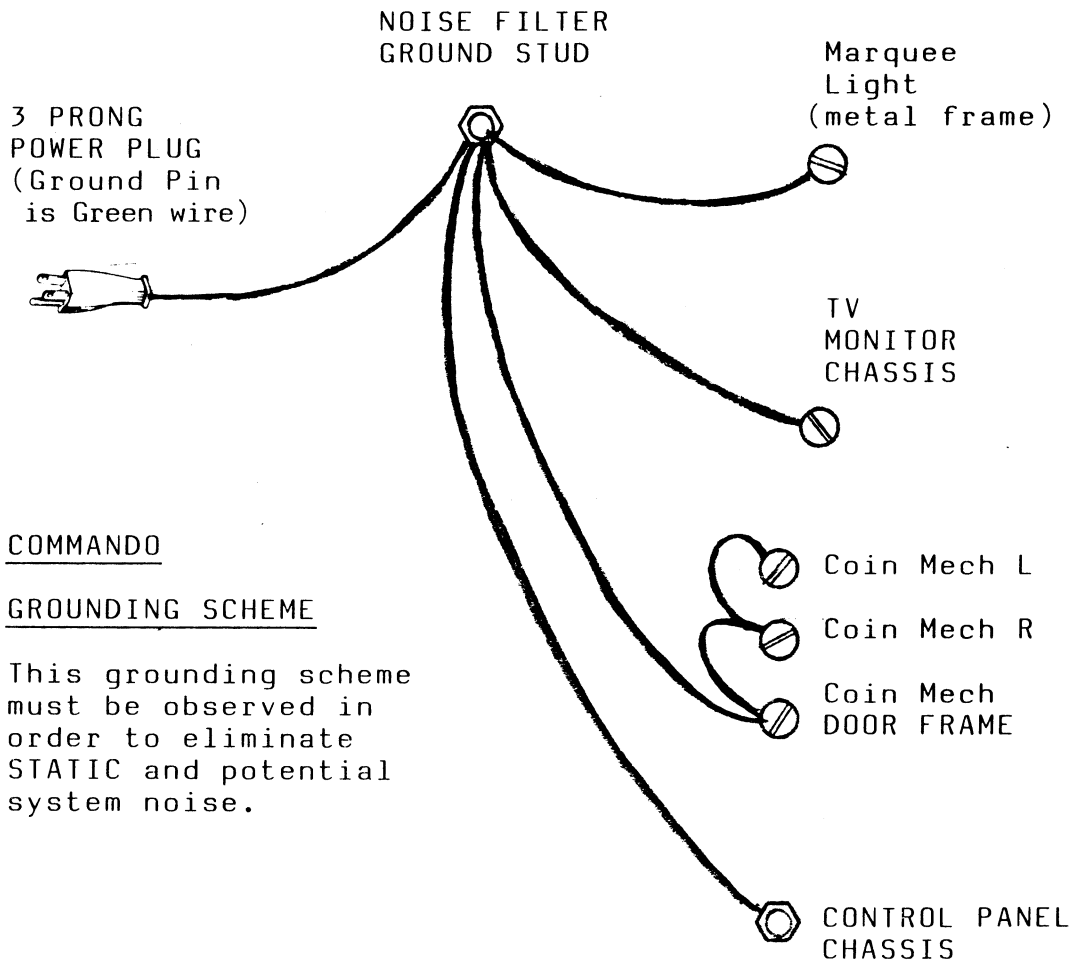 NOISE FILTER
GROUND STUD
Marquee
Light
(metal frame)
3 PRONG
POWER PLUG
(Ground Pin
is Green wire)
TV
MONITOR
CHASSIS
COMMANDO
GROUNDING SCHEME
This grounding scheme
must be observed in
order to eliminate
STATIC and potential
system noise.
Coin Mech L
Coin Mech R
Coin Mech
DOOR FRAME
CONTROL PANEL
CHASSIS